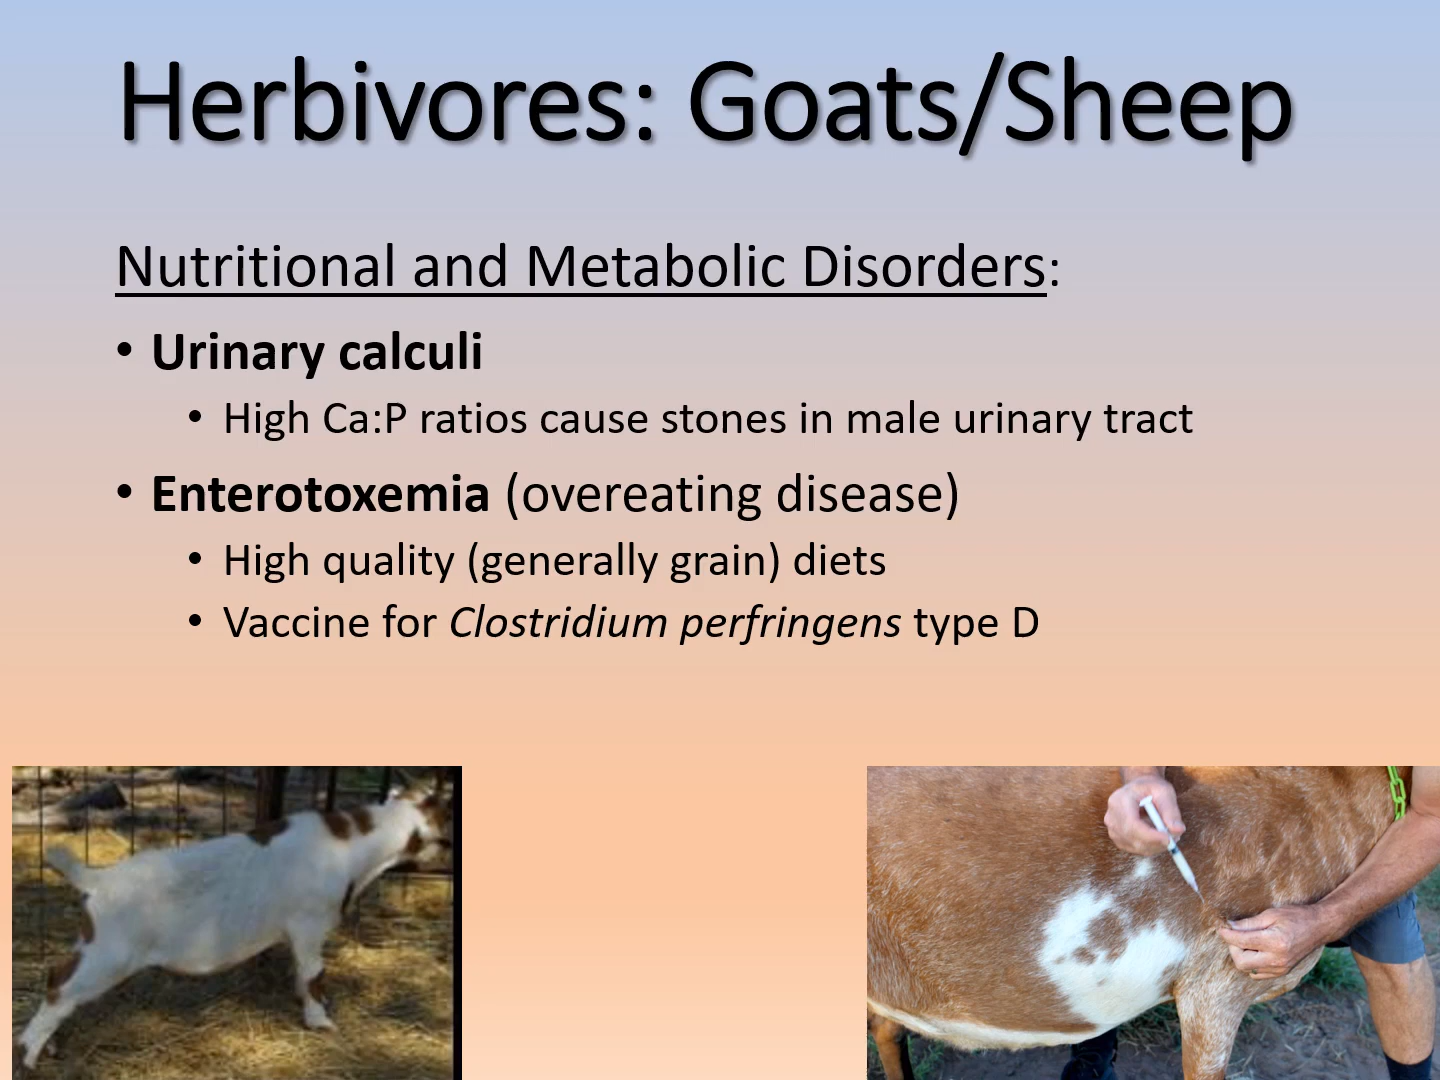 Herbivores: Goats/Sheep
Nutritional and Metabolic Disorders:
• Urinary calculi
• High Ca:P ratios cause stones in male urinary tract
• Enterotoxemia (overeating disease)
• High quality (generally grain) diets
• Vaccine for Clostridium perfringens type D